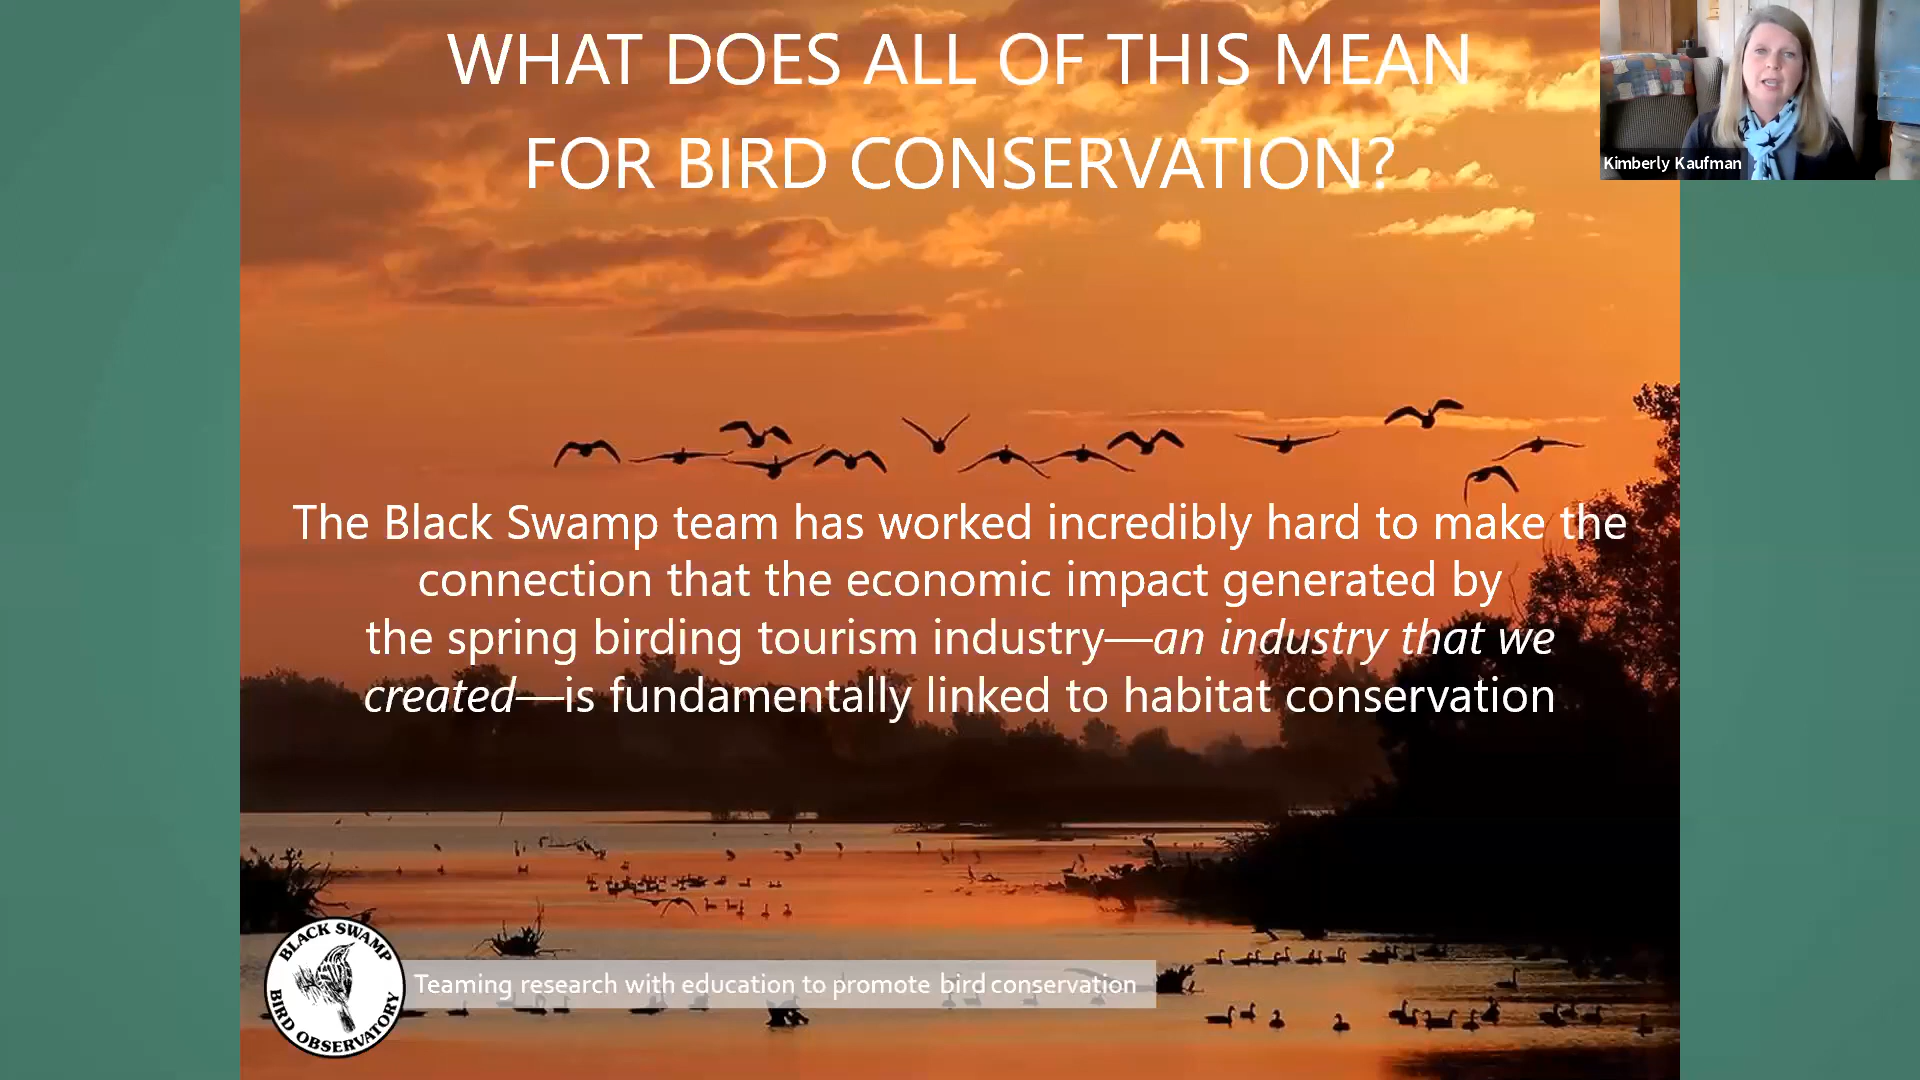 WHAT DOES ALL OF THIS MEAN
FOR BIRD CONSERVATION?
Kimberly Kaufman
The Black Swamp team has worked incredibly hard to make the
connection that the economic impact generated by
the spring birding tourism industry—an industry that we
created—is fundamentally linked to habitat conservation
BLACK SWAMP
BIRD OBSERVATORY
Teaming research with education to promote bird conservation